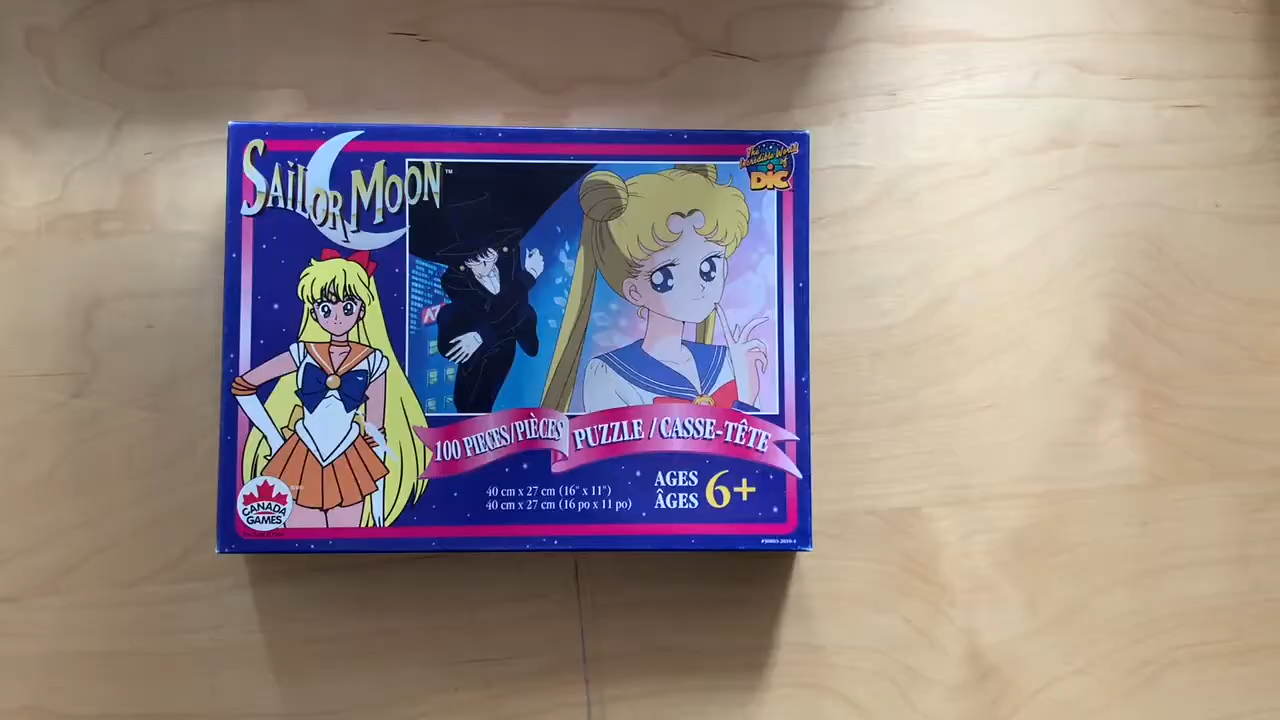 SAILOR MOON™
The Incredible World of
DIC
100 PIECES/PIÈCES PUZZLE / CASSE-TÊTE
40 cm x 27 cm (16" x 11")
40 cm x 27 cm (16 po x 11 po)
AGES
ÂGES 6+
CANADA
GAMES